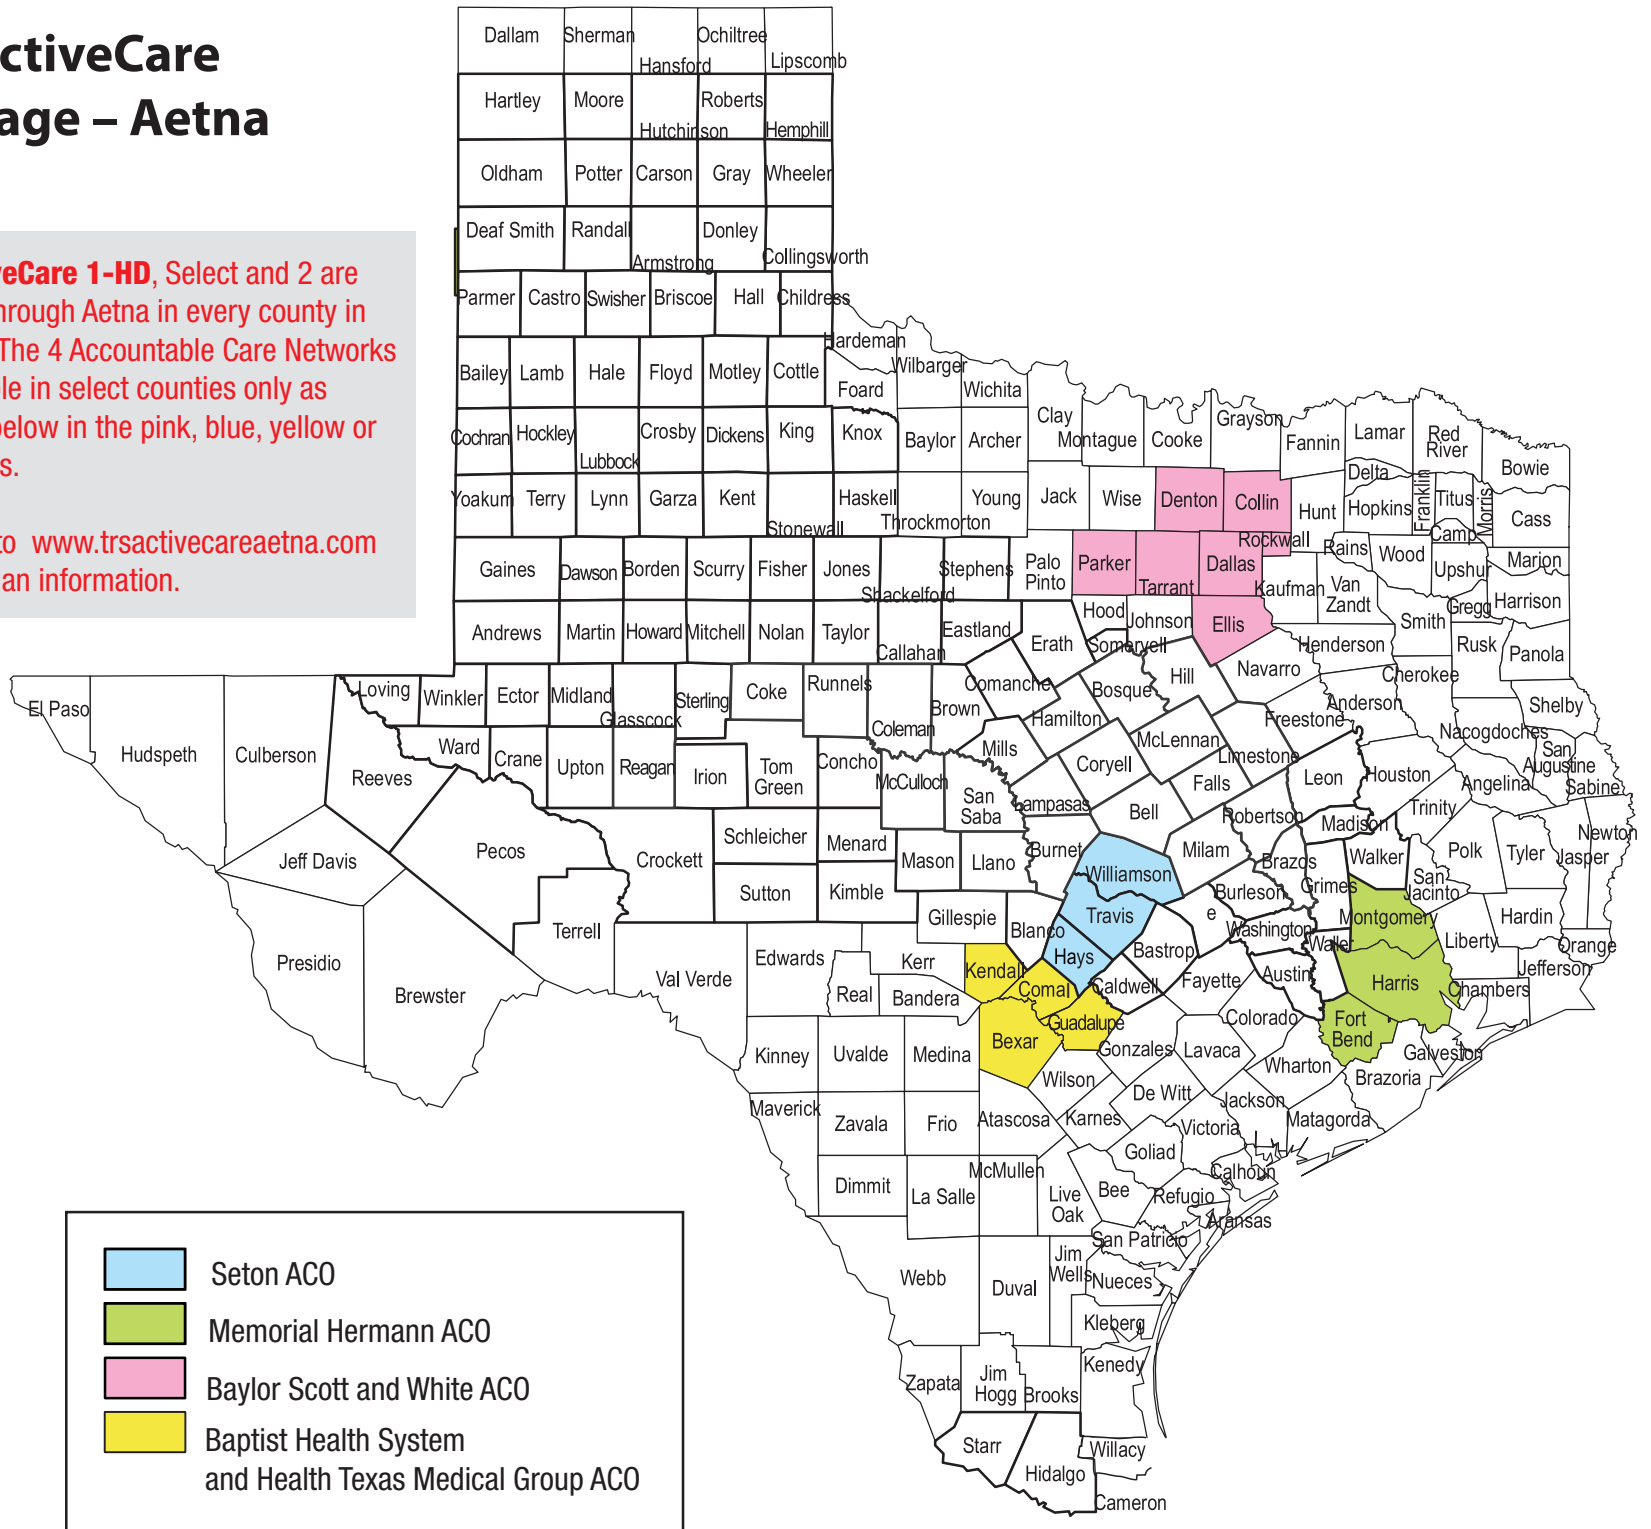 ctiveCare
age – Aetna
veCare 1-HD, Select and 2 are
hrough Aetna in every county in
The 4 Accountable Care Networks
le in select counties only as
below in the pink, blue, yellow or
s.
to www.trsactivecareaetna.com
an information.
Dallam Sherman Hansford Ochiltree Lipscomb
Hartley Moore Hutchinson Roberts Hemphill
Oldham Potter Carson Gray Wheeler
Deaf Smith Randall Armstrong Donley Collingsworth
Parmer Castro Swisher Briscoe Hall Childress
Hardeman
Bailey Lamb Hale Floyd Motley Cottle Foard Wilbarger Wichita
Cochran Hockley Lubbock Crosby Dickens King Knox Baylor Archer Clay Montague Cooke Grayson Fannin Lamar Red River Bowie
Delta
Yoakum Terry Lynn Garza Kent Stonewall Haskell Throckmorton Young Jack Wise Denton Collin Hunt Hopkins Franklin Titus Morris Cass
Rockwall Camp
Gaines Dawson Borden Scurry Fisher Jones Shackelford Stephens Palo Pinto Parker Tarrant Dallas Kaufman Rains Van Zandt Wood Upshur Marion
Gregg Harrison
Andrews Martin Howard Mitchell Nolan Taylor Callahan Eastland Erath Hood Somervell Johnson Ellis Henderson Smith Rusk Panola
El Paso Hudspeth Culberson Loving Winkler Ector Midland Glasscock Sterling Coke Runnels Coleman Brown Comanche Hamilton Bosque Hill Navarro Freestone Anderson Cherokee Nacogdoches Shelby
Reeves Ward Crane Upton Reagan Irion Tom Green Concho McCulloch San Saba Mills Lampasas Coryell McLennan Falls Limestone Leon Houston Angelina San Augustine Sabine
Jeff Davis Pecos Crockett Schleicher Menard Mason Llano Burnet Bell Milam Robertson Brazos Madison Grimes Walker Trinity Polk San Jacinto Tyler Jasper Newton
Sutton Kimble Williamson Burleson
Presidio Brewster Terrell Val Verde Edwards Gillespie Blanco Travis Hays Bastrop e Washington Waller Montgomery Liberty Hardin Orange
Kerr Real Bandera Kendall Comal Caldwell Fayette Austin Harris Chambers Jefferson
Kinney Uvalde Medina Bexar Guadalupe Gonzales Lavaca Colorado Fort Bend Galveston
Wilson De Witt Wharton Brazoria
Maverick Zavala Frio Atascosa Karnes Goliad Victoria Jackson Matagorda
Dimmit La Salle McMullen Live Oak Bee Refugio Calhoun Aransas
Webb Duval Jim Wells San Patricio Nueces
Kleberg
Zapata Jim Hogg Brooks Kenedy
Starr Hidalgo Willacy
Cameron
Seton ACO
Memorial Hermann ACO
Baylor Scott and White ACO
Baptist Health System
and Health Texas Medical Group ACO